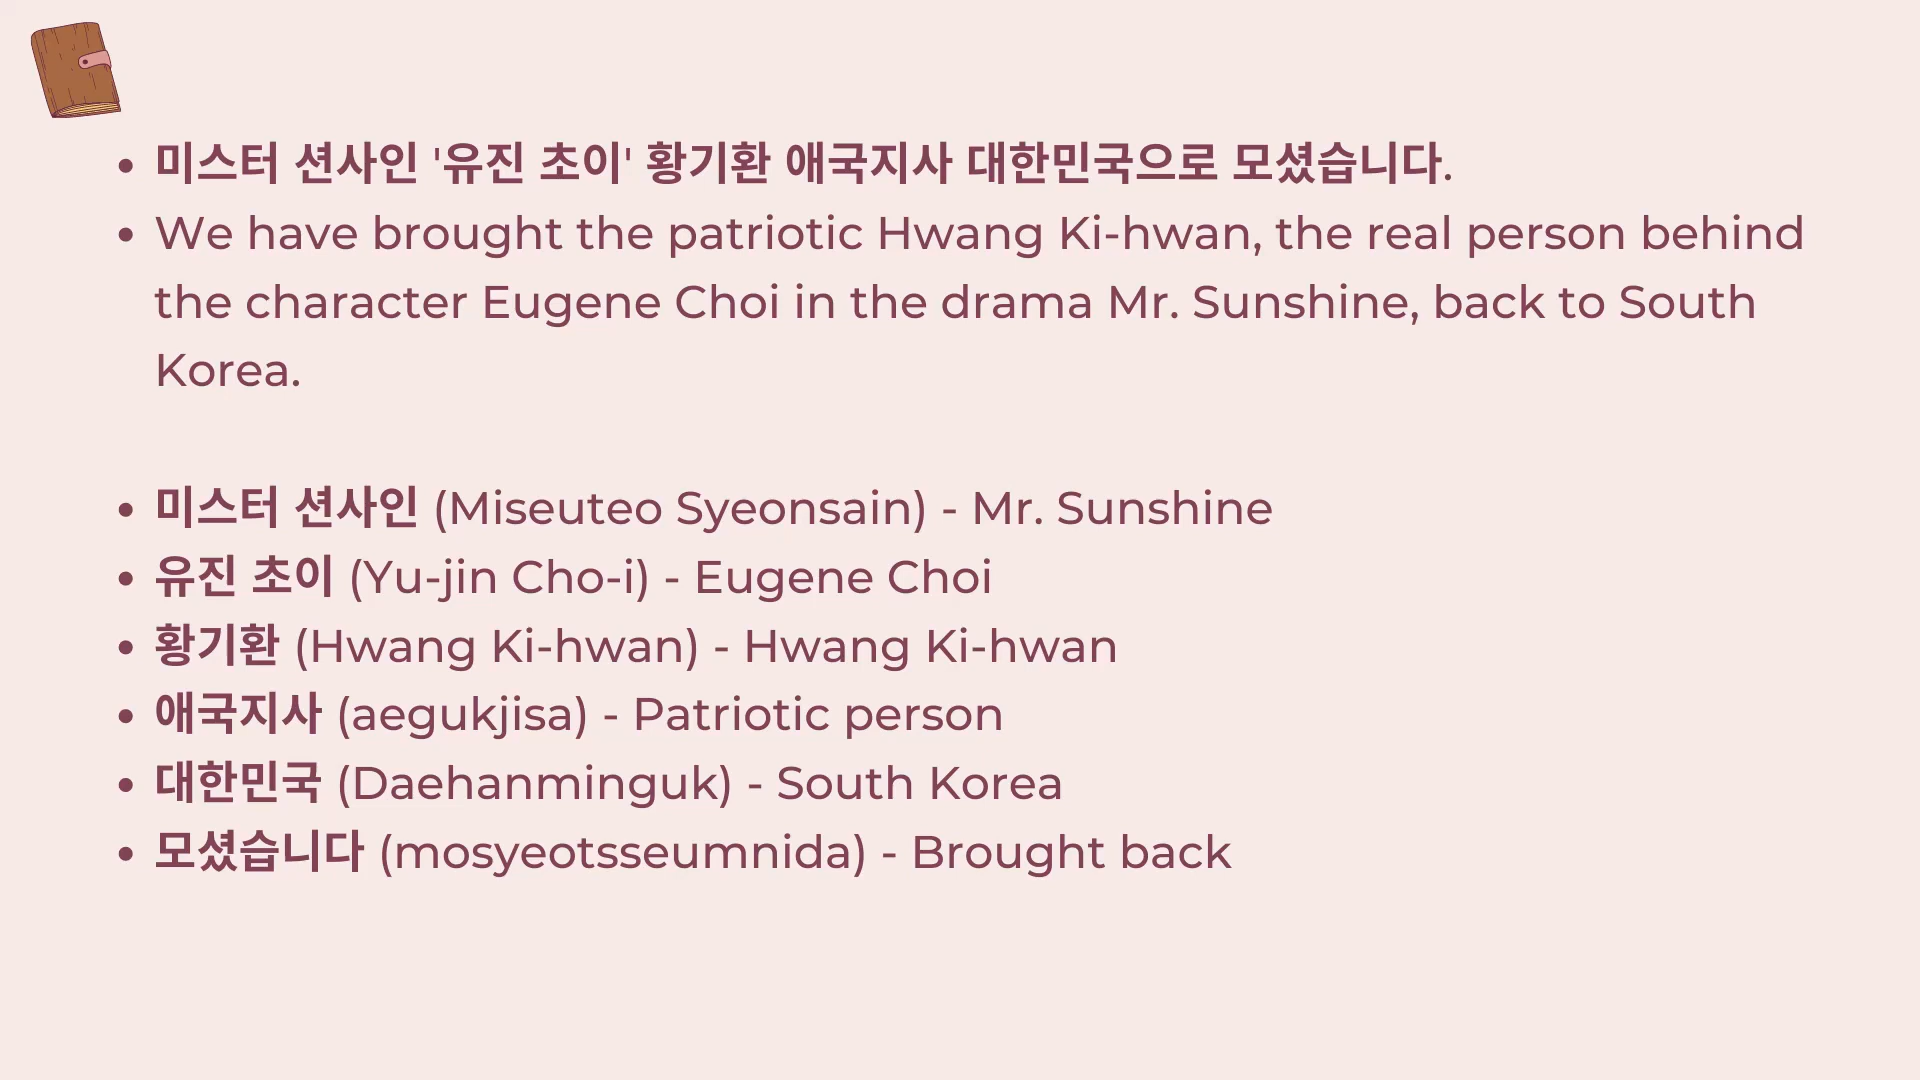 • 미스터 션샤인 '유진 초이' 황기환 애국지사 대한민국으로 모셨습니다.
• We have brought the patriotic Hwang Ki-hwan, the real person behind
the character Eugene Choi in the drama Mr. Sunshine, back to South
Korea.
• 미스터 션샤인 (Miseuteo Syeonsain) - Mr. Sunshine
• 유진 초이 (Yu-jin Cho-i) - Eugene Choi
• 황기환 (Hwang Ki-hwan) - Hwang Ki-hwan
• 애국지사 (aegukjisa) - Patriotic person
• 대한민국 (Daehanminguk) - South Korea
• 모셨습니다 (mosyeotsseumnida) - Brought back